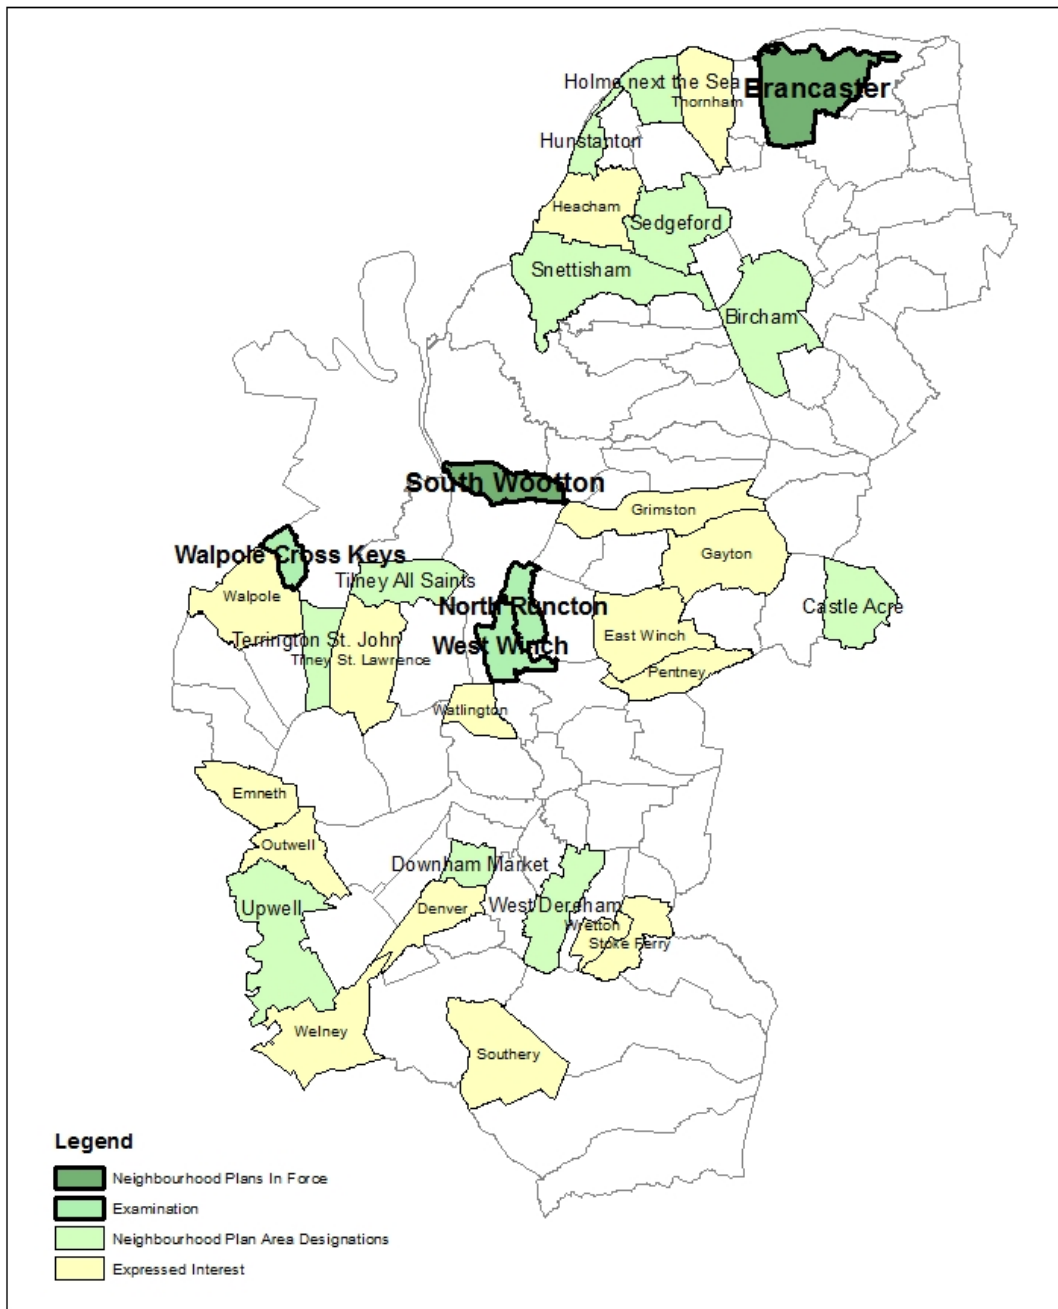 Holme next the Sea
Brancaster
Thornham
Hunstanton
Heacham
Sedgeford
Snettisham
Bircham
South Wootton
Grimston
Walpole Cross Keys
Gayton
Tilney All Saints
Walpole
North Runcton
Castle Acre
Terrington St. John
East Winch
West Winch
Tilney St. Lawrence
Pentney
Watlington
Emneth
Outwell
Downham Market
Upwell
Denver
West Dereham
Wretton
Stoke Ferry
Welney
Southery
Legend
Neighbourhood Plans In Force
Examination
Neighbourhood Plan Area Designations
Expressed Interest